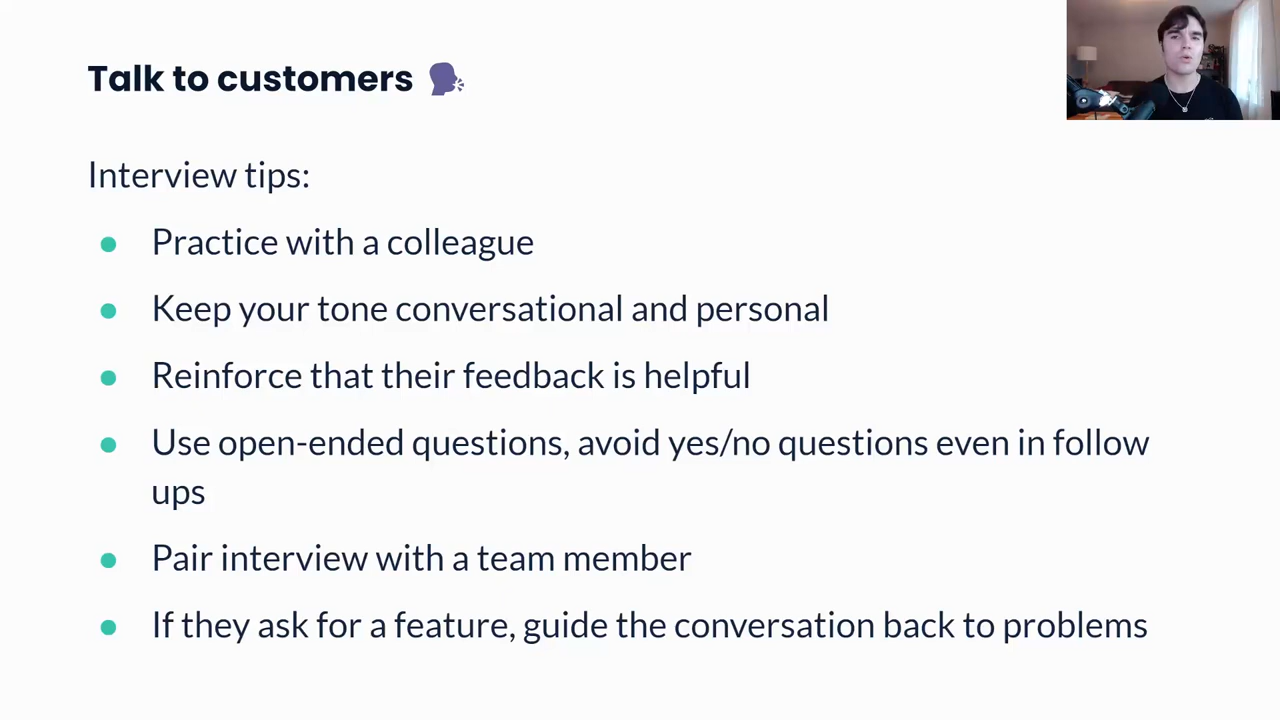 Talk to customers
Interview tips:
● Practice with a colleague
● Keep your tone conversational and personal
● Reinforce that their feedback is helpful
● Use open-ended questions, avoid yes/no questions even in follow
ups
● Pair interview with a team member
● If they ask for a feature, guide the conversation back to problems